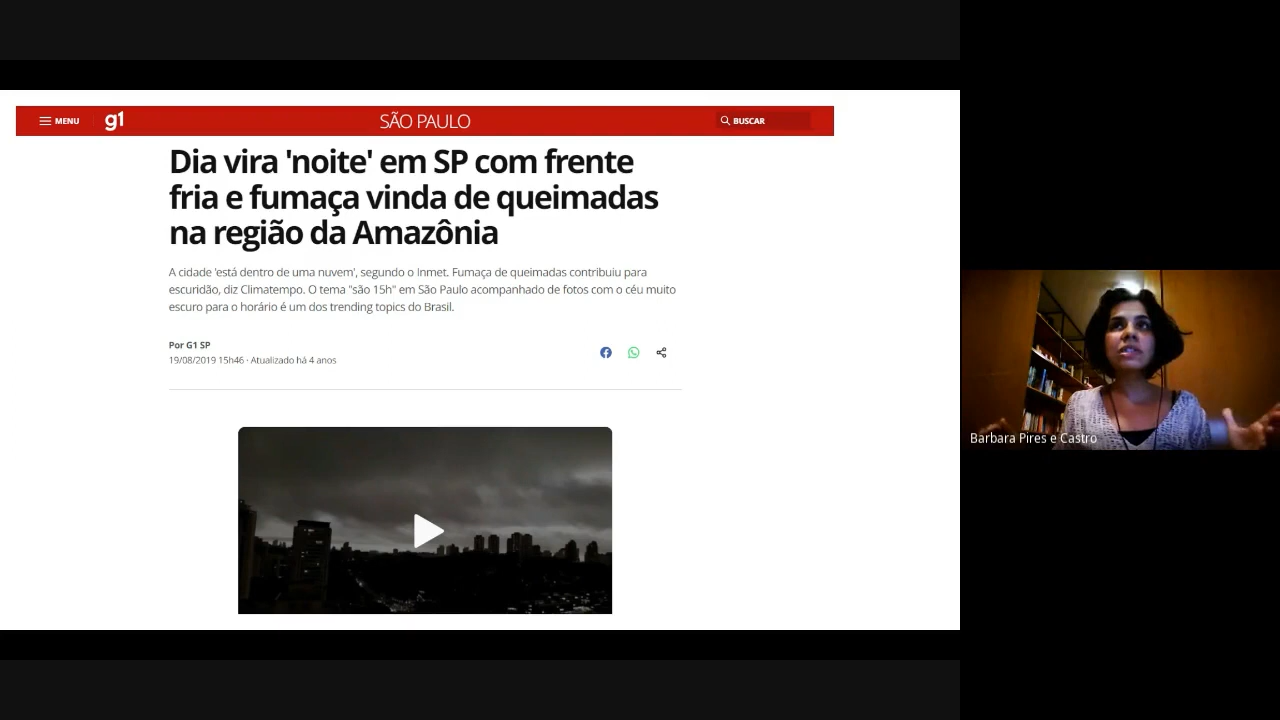 MENU g1 SÃO PAULO BUSCAR
Dia vira 'noite' em SP com frente
fria e fumaça vinda de queimadas
na região da Amazônia
A cidade 'está dentro de uma nuvem', segundo o Inmet. Fumaça de queimadas contribuiu para
escuridão, diz Climatempo. O tema "são 15h" em São Paulo acompanhado de fotos com o céu muito
escuro para o horário é um dos trending topics do Brasil.
Por G1 SP
19/08/2019 15h46 · Atualizado há 4 anos
Barbara Pires e Castro